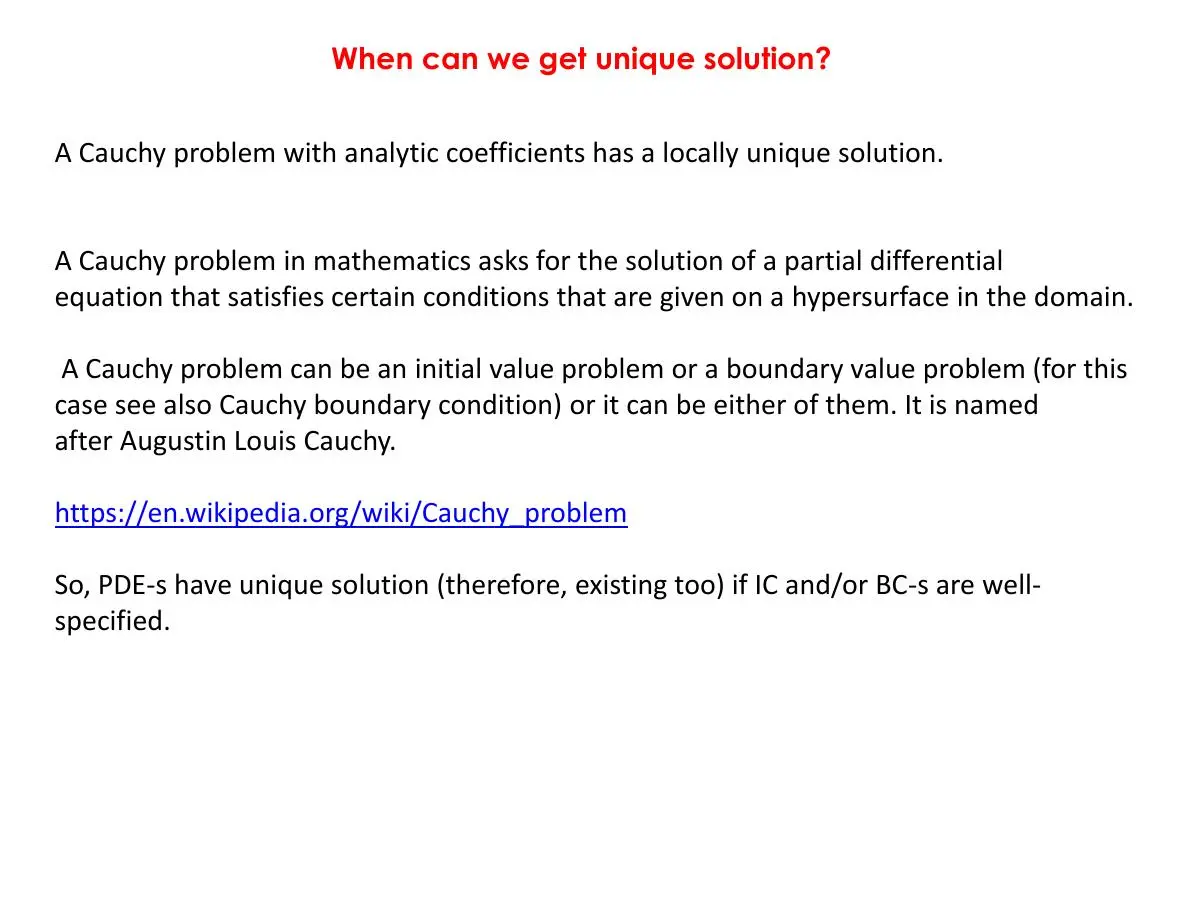 When can we get unique solution?
A Cauchy problem with analytic coefficients has a locally unique solution.
A Cauchy problem in mathematics asks for the solution of a partial differential
equation that satisfies certain conditions that are given on a hypersurface in the domain.
A Cauchy problem can be an initial value problem or a boundary value problem (for this
case see also Cauchy boundary condition) or it can be either of them. It is named
after Augustin Louis Cauchy.
https://en.wikipedia.org/wiki/Cauchy_problem
So, PDE-s have unique solution (therefore, existing too) if IC and/or BC-s are well-
specified.